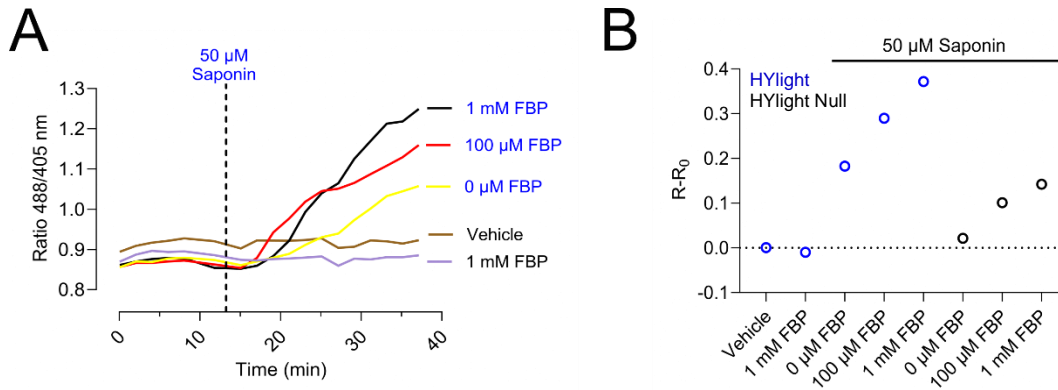 A
50 µM
Saponin
Ratio 488/405 nm
1.3
1.2
1.1
1.0
0.9
0.8
0
10
20
30
40
Time (min)
1 mM FBP
100 µM FBP
0 µM FBP
Vehicle
1 mM FBP
B
50 µM Saponin
HYlight
HYlight Null
R-R0
0.4
0.3
0.2
0.1
0.0
-0.1
Vehicle
1 mM FBP
0 µM FBP
100 µM FBP
1 mM FBP
0 µM FBP
100 µM FBP
1 mM FBP